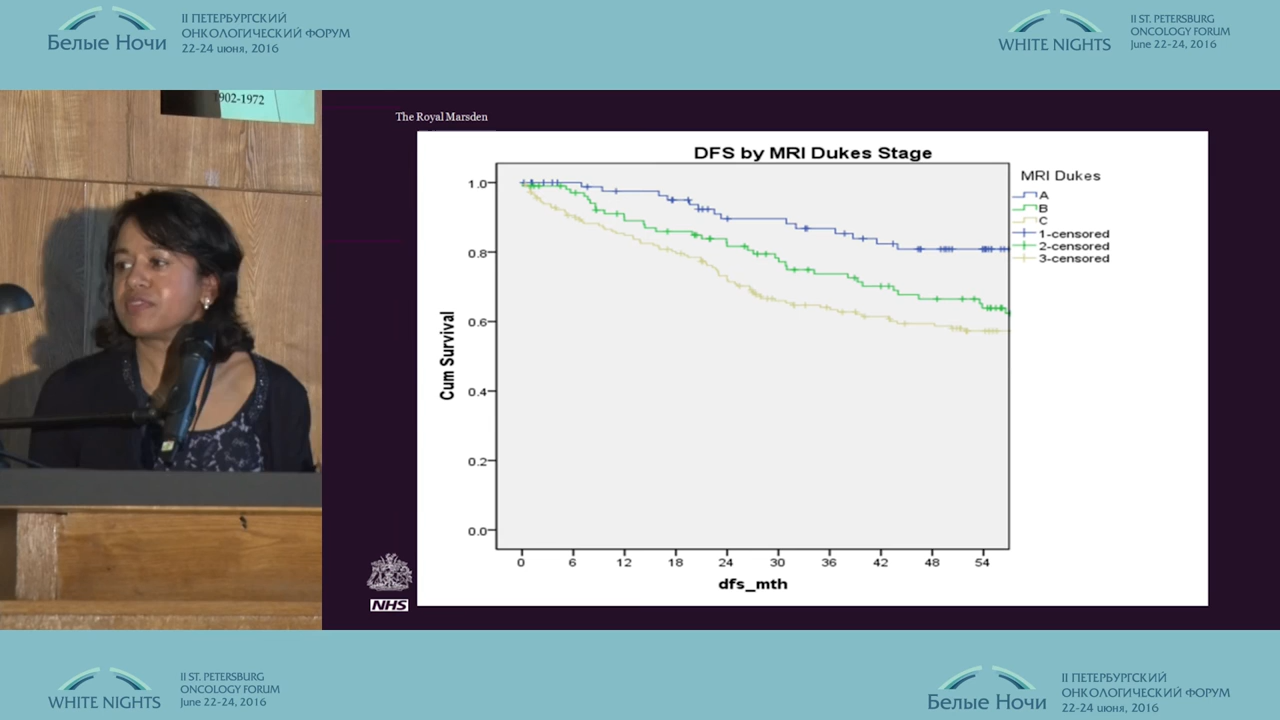 II ПЕТЕРБУРГСКИЙ
ОНКОЛОГИЧЕСКИЙ ФОРУМ
22-24 июня, 2016
Белые Ночи
II ST. PETERSBURG
ONCOLOGY FORUM
June 22-24, 2016
WHITE NIGHTS
1902-1972
The Royal Marsden
DFS by MRI Dukes Stage
MRI Dukes
A
B
C
1-censored
2-censored
3-censored
Cum Survival
1.0
0.8
0.6
0.4
0.2
0.0
0 6 12 18 24 30 36 42 48 54
dfs_mth
NHS
II ST. PETERSBURG
ONCOLOGY FORUM
June 22-24, 2016
WHITE NIGHTS
II ПЕТЕРБУРГСКИЙ
ОНКОЛОГИЧЕСКИЙ ФОРУМ
22-24 июня, 2016
Белые Ночи